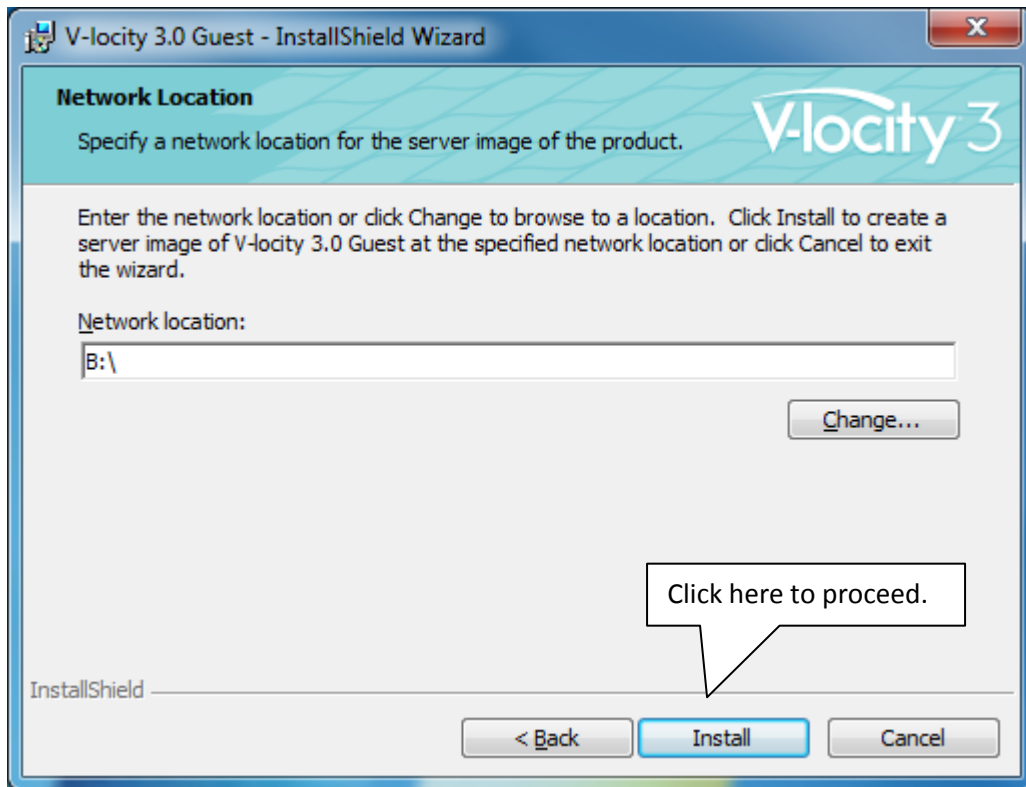 V-locity 3.0 Guest - InstallShield Wizard
Network Location
Specify a network location for the server image of the product.
V-locity 3
Enter the network location or click Change to browse to a location. Click Install to create a
server image of V-locity 3.0 Guest at the specified network location or click Cancel to exit
the wizard.
Network location:
B:\
Change...
Click here to proceed.
InstallShield
< Back
Install
Cancel